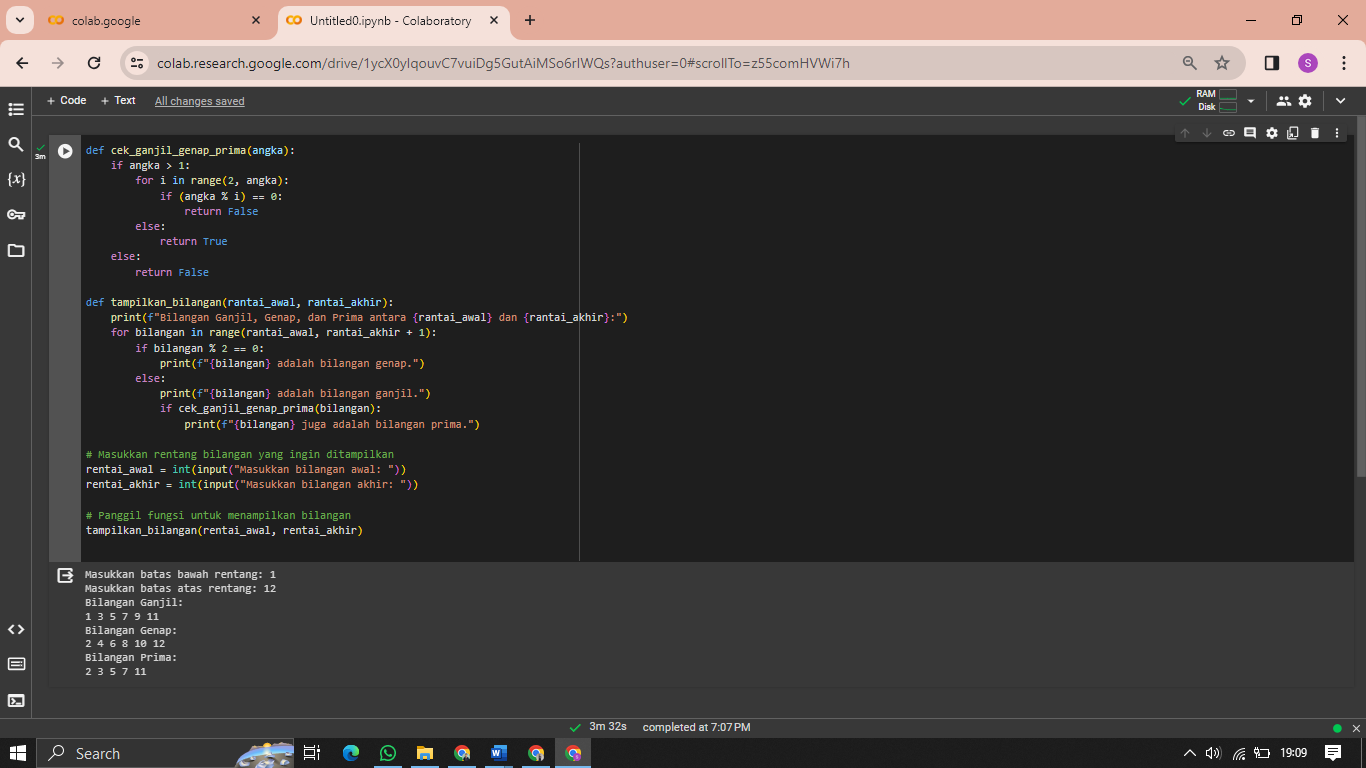 colab.google
Untitled0.ipynb - Colaboratory
colab.research.google.com/drive/1ycX0yIqouvC7vuiDg5GutAiMSo6rIWQs?authuser=0#scrollTo=z55comHVWi7h
S
+ Code + Text All changes saved
RAM
Disk
3m
def cek_ganjil_genap_prima(angka):
    if angka > 1:
        for i in range(2, angka):
            if (angka % i) == 0:
                return False
        else:
            return True
    else:
        return False
def tampilkan_bilangan(rantai_awal, rantai_akhir):
    print(f"Bilangan Ganjil, Genap, dan Prima antara {rantai_awal} dan {rantai_akhir}:")
    for bilangan in range(rantai_awal, rantai_akhir + 1):
        if bilangan % 2 == 0:
            print(f"{bilangan} adalah bilangan genap.")
        else:
            print(f"{bilangan} adalah bilangan ganjil.")
            if cek_ganjil_genap_prima(bilangan):
                print(f"{bilangan} juga adalah bilangan prima.")
# Masukkan rentang bilangan yang ingin ditampilkan
rentai_awal = int(input("Masukkan bilangan awal: "))
rentai_akhir = int(input("Masukkan bilangan akhir: "))
# Panggil fungsi untuk menampilkan bilangan
tampilkan_bilangan(rentai_awal, rentai_akhir)
Masukkan batas bawah rentang: 1
Masukkan batas atas rentang: 12
Bilangan Ganjil:
1 3 5 7 9 11
Bilangan Genap:
2 4 6 8 10 12
Bilangan Prima:
2 3 5 7 11
3m 32s completed at 7:07 PM
Search
19:09